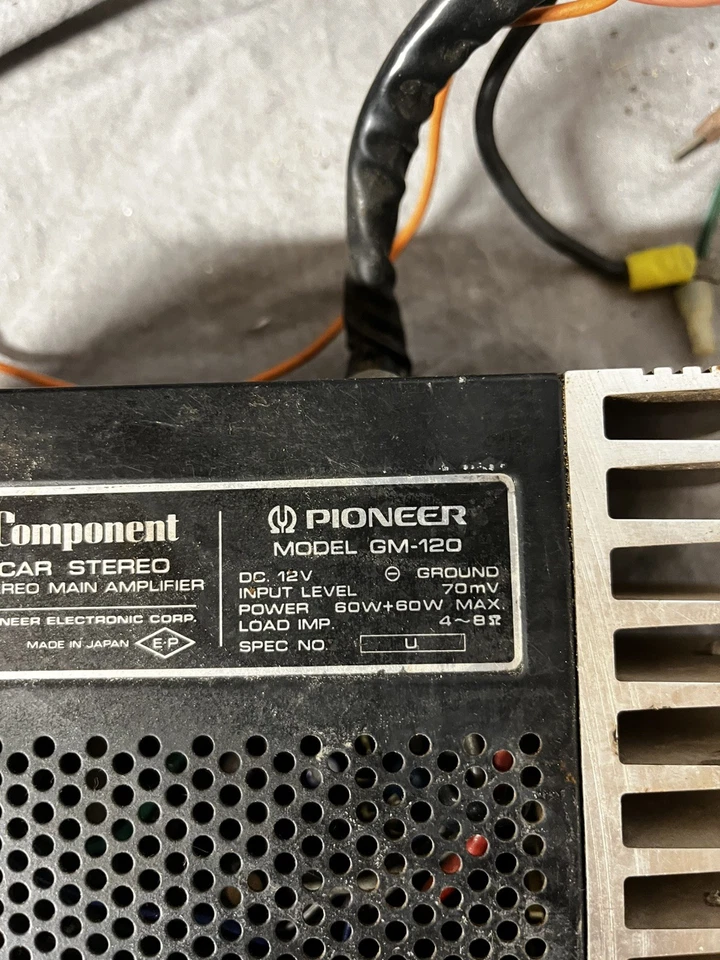 Component
CAR STEREO
REO MAIN AMPLIFIER
NEER ELECTRONIC CORP.
MADE IN JAPAN E·P
PIONEER
MODEL GM-120
DC. 12V ⊖ GROUND
INPUT LEVEL 70mV
POWER 60W+60W MAX.
LOAD IMP. 4~8Ω
SPEC NO. U